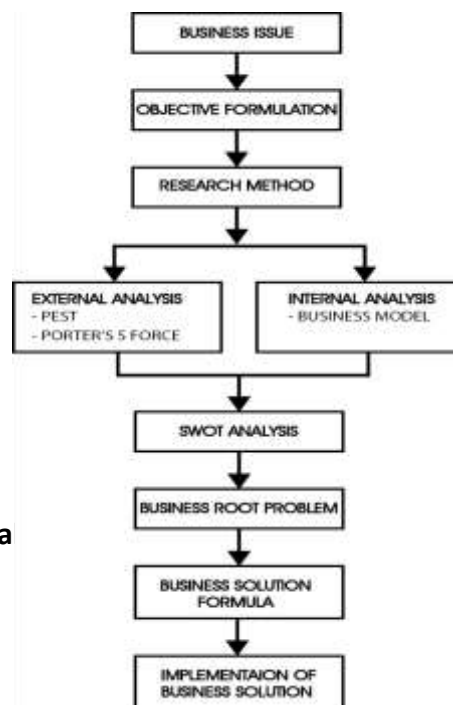 BUSINESS ISSUE
OBJECTIVE FORMULATION
RESEARCH METHOD
EXTERNAL ANALYSIS
- PEST
- PORTER'S 5 FORCE
INTERNAL ANALYSIS
- BUSINESS MODEL
SWOT ANALYSIS
BUSINESS ROOT PROBLEM
a
BUSINESS SOLUTION
FORMULA
IMPLEMENTAION OF
BUSINESS SOLUTION